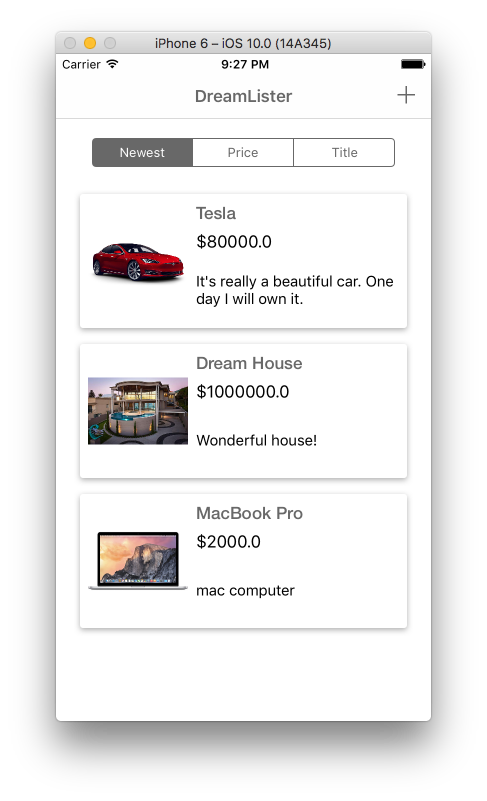 iPhone 6 – iOS 10.0 (14A345)
Carrier 9:27 PM
DreamLister +
Newest Price Title
Tesla
$80000.0
It's really a beautiful car. One
day I will own it.
Dream House
$1000000.0
Wonderful house!
MacBook Pro
$2000.0
mac computer